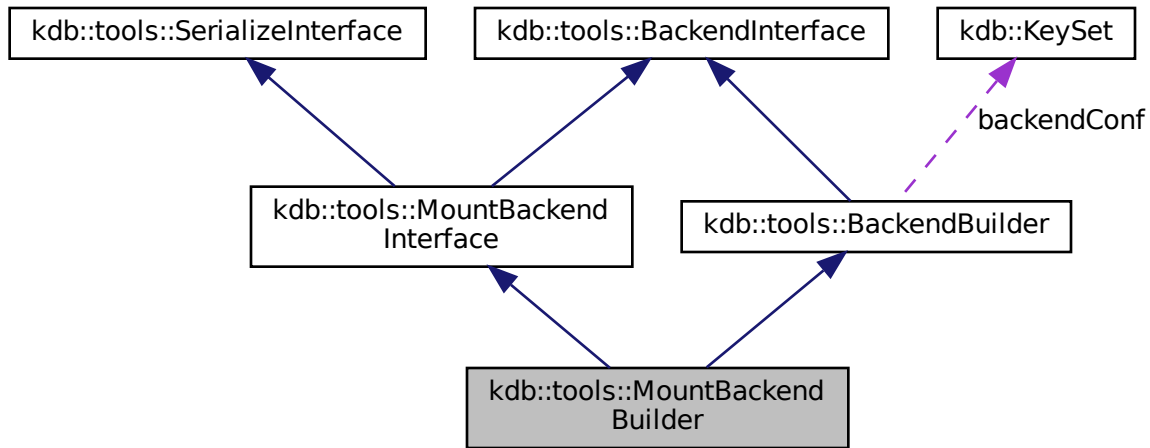 kdb::tools::SerializeInterface
kdb::tools::BackendInterface
kdb::KeySet
backendConf
kdb::tools::MountBackend
Interface
kdb::tools::BackendBuilder
kdb::tools::MountBackend
Builder